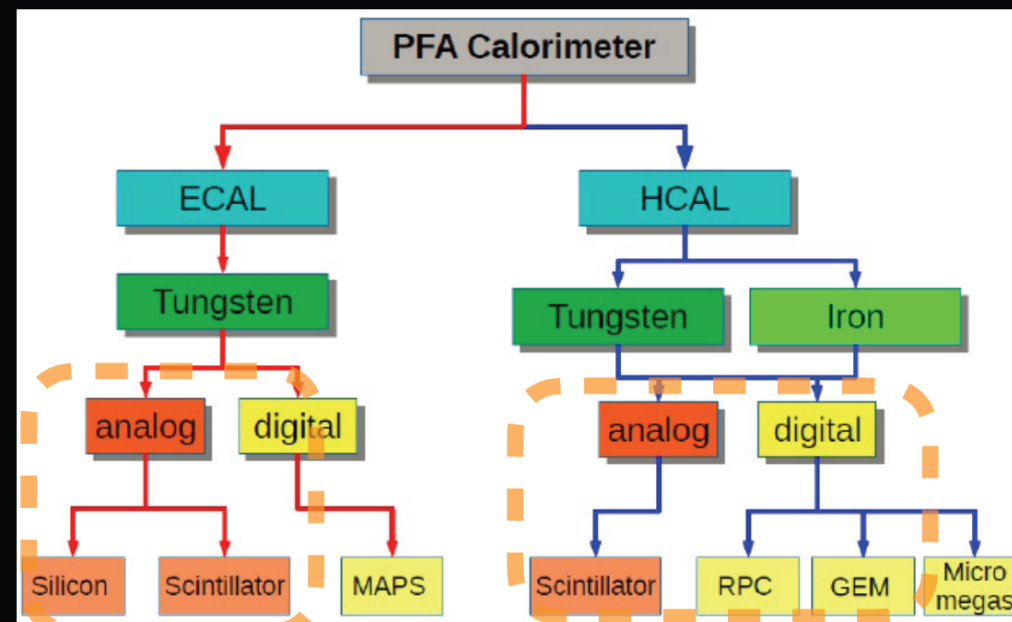 PFA Calorimeter
ECAL HCAL
Tungsten Tungsten Iron
analog digital analog digital
Silicon Scintillator MAPS Scintillator RPC GEM Micro
megas